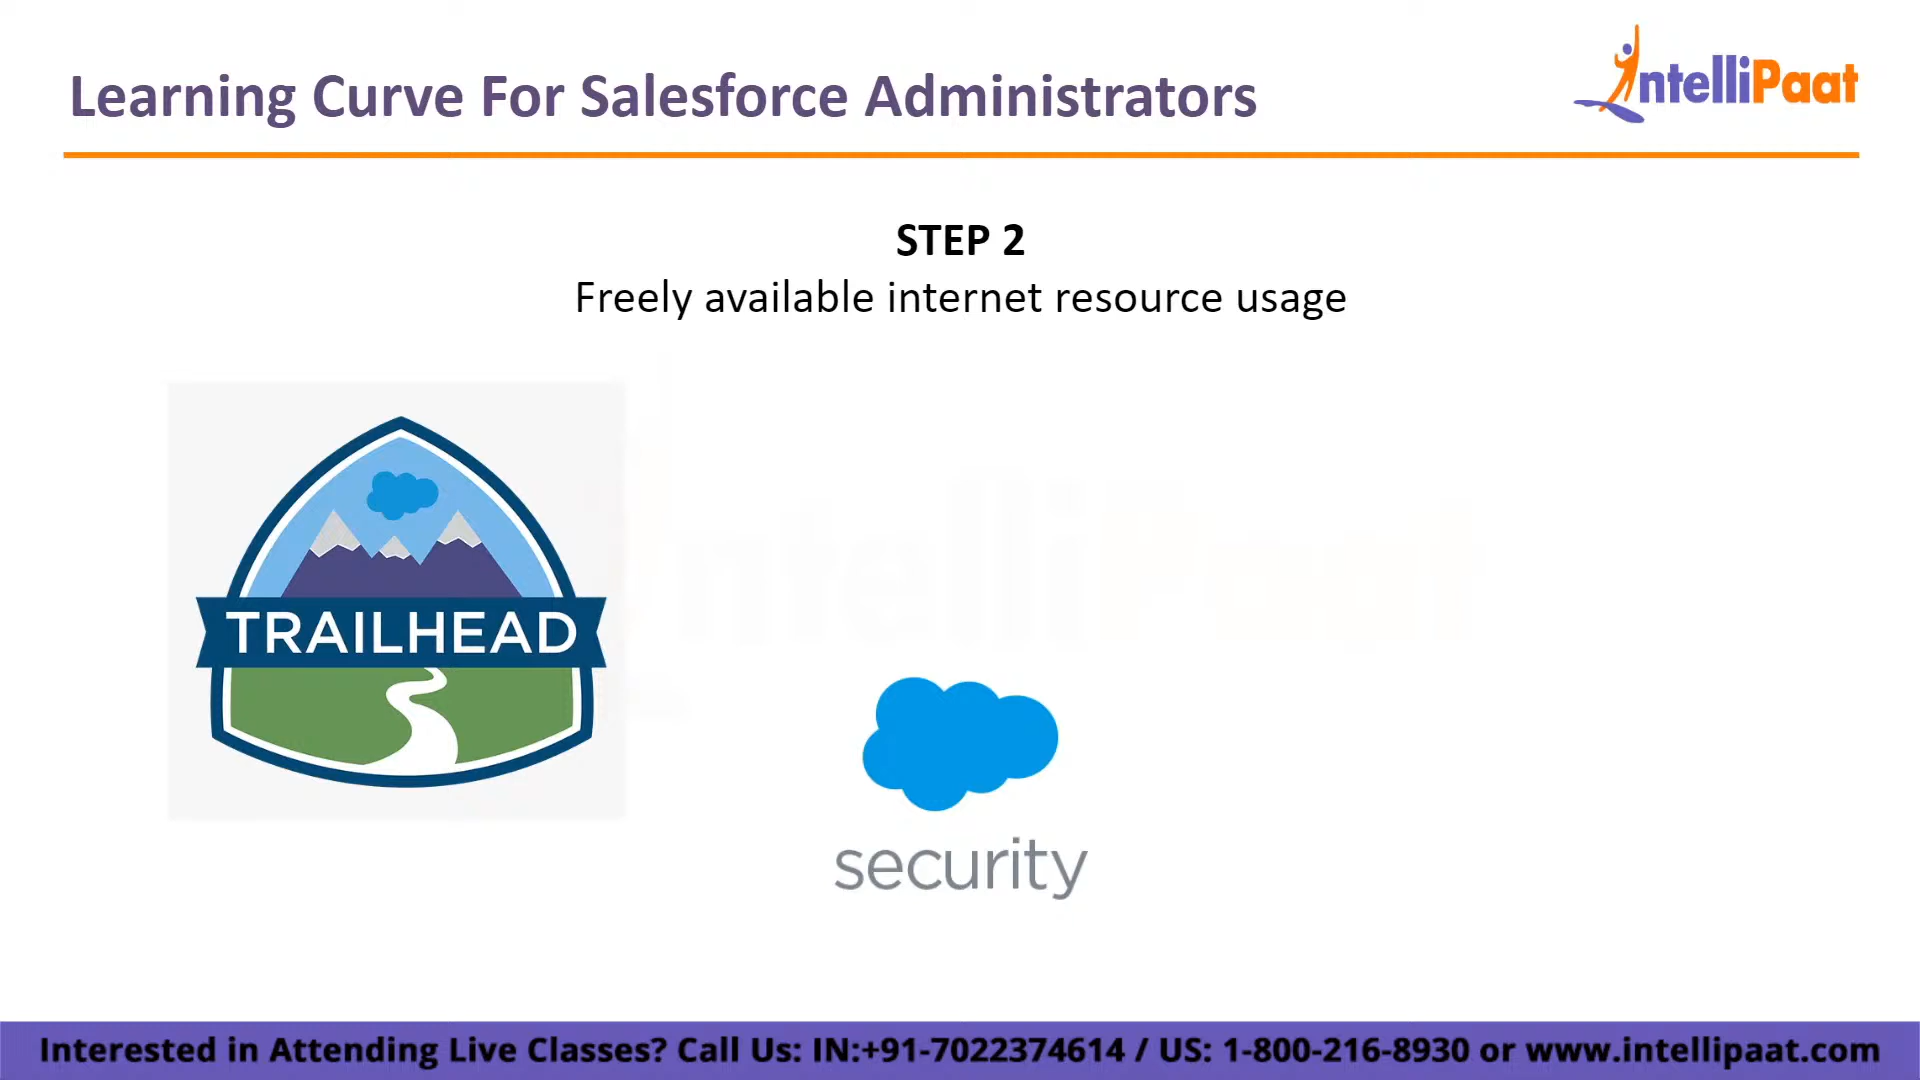 Learning Curve For Salesforce Administrators
IntelliPaat
STEP 2
Freely available internet resource usage
TRAILHEAD
security
Interested in Attending Live Classes? Call Us: IN:+91-7022374614 / US: 1-800-216-8930 or www.intellipaat.com